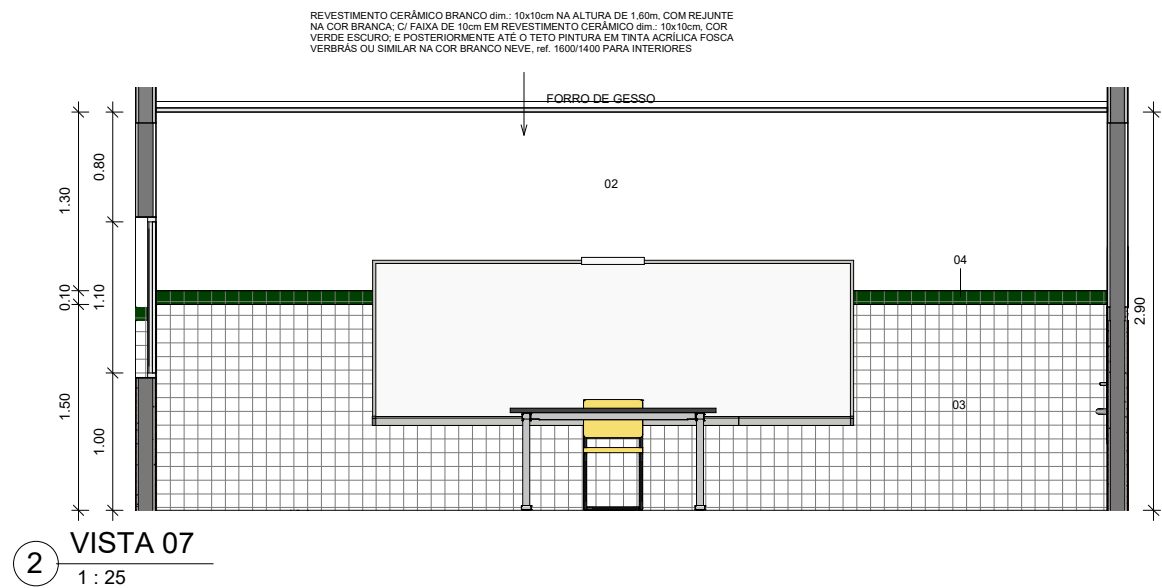 REVESTIMENTO CERÂMICO BRANCO dim.: 10x10cm NA ALTURA DE 1,60m, COM REJUNTE
NA COR BRANCA; C/ FAIXA DE 10cm EM REVESTIMENTO CERÂMICO dim.: 10x10cm, COR
VERDE ESCURO; E POSTERIORMENTE ATÉ O TETO PINTURA EM TINTA ACRÍLICA FOSCA
VERBRÁS OU SIMILAR NA COR BRANCO NEVE, ref. 1600/1400 PARA INTERIORES
FORRO DE GESSO
0.80
1.30
02
04
0.10
1.10
2.90
1.50
03
1.00
2
VISTA 07
1 : 25